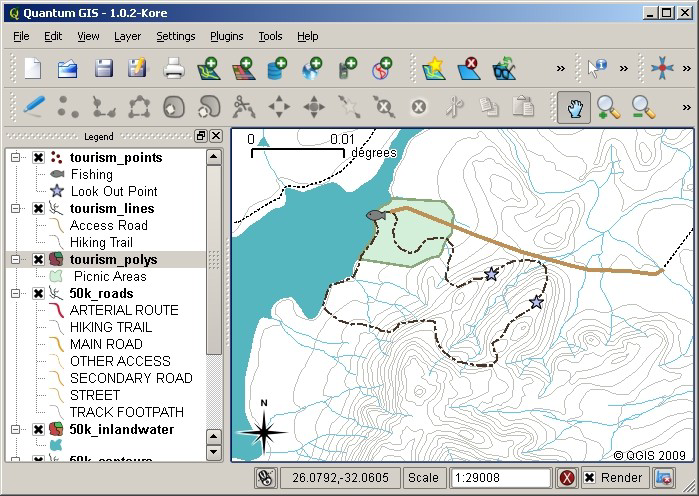 Quantum GIS - 1.0.2-Kore
File Edit View Layer Settings Plugins Tools Help
Legend
tourism_points
Fishing
Look Out Point
tourism_lines
Access Road
Hiking Trail
tourism_polys
Picnic Areas
50k_roads
ARTERIAL ROUTE
HIKING TRAIL
MAIN ROAD
OTHER ACCESS
SECONDARY ROAD
STREET
TRACK FOOTPATH
50k_inlandwater
50k_contours
0 0.01
degrees
N
© QGIS 2009
26.0792,-32.0605 Scale 1:29008 Render